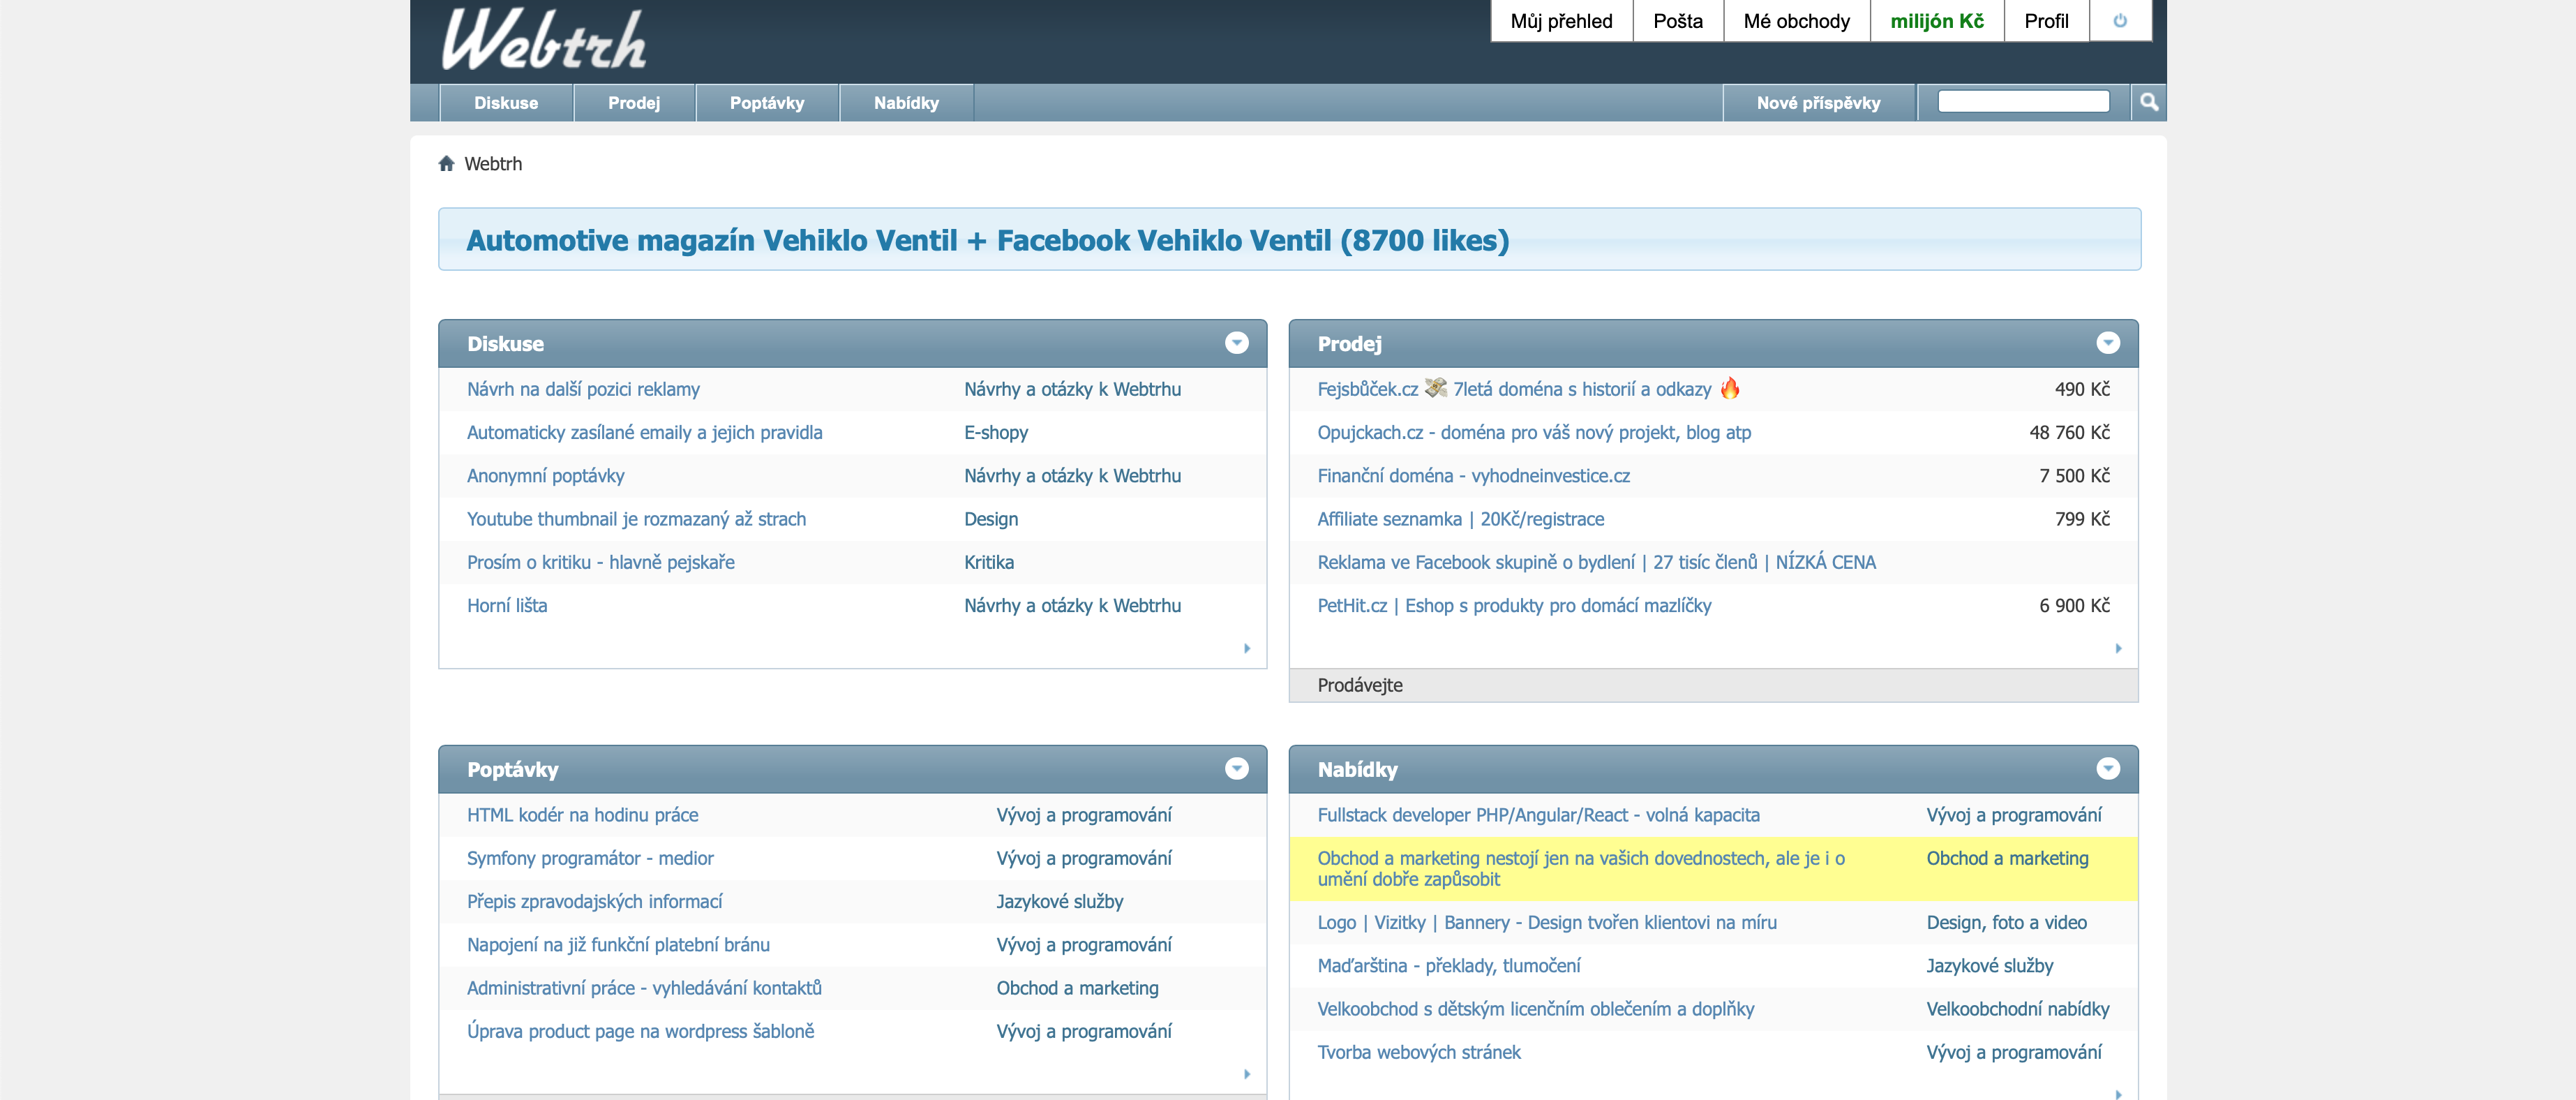 Webtrh
Můj přehled
Pošta
Mé obchody
milijón Kč
Profil
Diskuse
Prodej
Poptávky
Nabídky
Nové příspěvky
Webtrh
Automotive magazín Vehiklo Ventil + Facebook Vehiklo Ventil (8700 likes)
Diskuse
Návrh na další pozici reklamy Návrhy a otázky k Webtrhu
Automaticky zasílané emaily a jejich pravidla E-shopy
Anonymní poptávky Návrhy a otázky k Webtrhu
Youtube thumbnail je rozmazaný až strach Design
Prosím o kritiku - hlavně pejskaře Kritika
Horní lišta Návrhy a otázky k Webtrhu
Prodej
Fejsbůček.cz 💸 7letá doména s historií a odkazy 🔥 490 Kč
Opujckach.cz - doména pro váš nový projekt, blog atp 48 760 Kč
Finanční doména - vyhodneinvestice.cz 7 500 Kč
Affiliate seznamka | 20Kč/registrace 799 Kč
Reklama ve Facebook skupině o bydlení | 27 tisíc členů | NÍZKÁ CENA
PetHit.cz | Eshop s produkty pro domácí mazlíčky 6 900 Kč
Prodávejte
Poptávky
HTML kodér na hodinu práce Vývoj a programování
Symfony programátor - medior Vývoj a programování
Přepis zpravodajských informací Jazykové služby
Napojení na již funkční platební bránu Vývoj a programování
Administrativní práce - vyhledávání kontaktů Obchod a marketing
Úprava product page na wordpress šabloně Vývoj a programování
Nabídky
Fullstack developer PHP/Angular/React - volná kapacita Vývoj a programování
Obchod a marketing nestojí jen na vašich dovednostech, ale je i o Obchod a marketing
umění dobře zapůsobit
Logo | Vizitky | Bannery - Design tvořen klientovi na míru Design, foto a video
Maďarština - překlady, tlumočení Jazykové služby
Velkoobchod s dětským licenčním oblečením a doplňky Velkoobchodní nabídky
Tvorba webových stránek Vývoj a programování